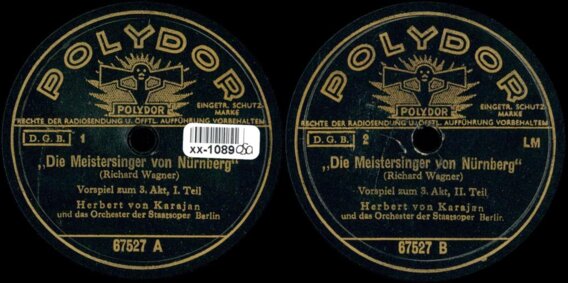 POLYDOR
POLYDOR
EINGETR. SCHUTZ-
MARKE
RECHTE DER RADIOSENDUNG U. ÖFFTL. AUFFÜHRUNG VORBEHALTEN
D.G.B. 1
xx-1089
„Die Meistersinger von Nürnberg“
(Richard Wagner)
Vorspiel zum 3. Akt, I. Teil
Herbert von Karajan
und das Orchester der Staatsoper Berlin
67527 A
POLYDOR
POLYDOR
EINGETR. SCHUTZ-
MARKE
RECHTE DER RADIOSENDUNG U. ÖFFTL. AUFFÜHRUNG VORBEHALTEN
D.G.B. 2 LM
„Die Meistersinger von Nürnberg“
(Richard Wagner)
Vorspiel zum 3. Akt, II. Teil
Herbert von Karajan
und das Orchester der Staatsoper Berlin.
67527 B